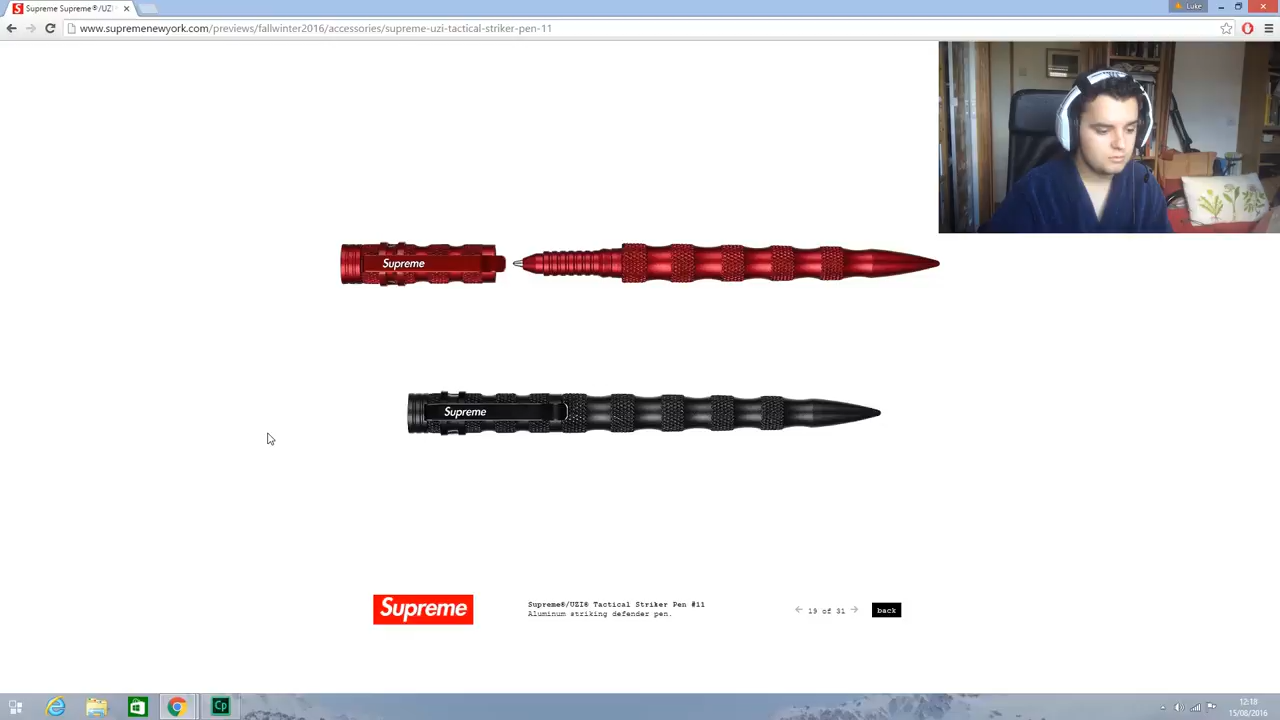 Supreme Supreme®/UZI
Luke
www.supremenewyork.com/previews/fallwinter2016/accessories/supreme-uzi-tactical-striker-pen-11
Supreme
Supreme
Supreme
Supreme®/UZI® Tactical Striker Pen #11
Aluminum striking defender pen.
19 of 31
back
Cp
12:18
15/08/2016